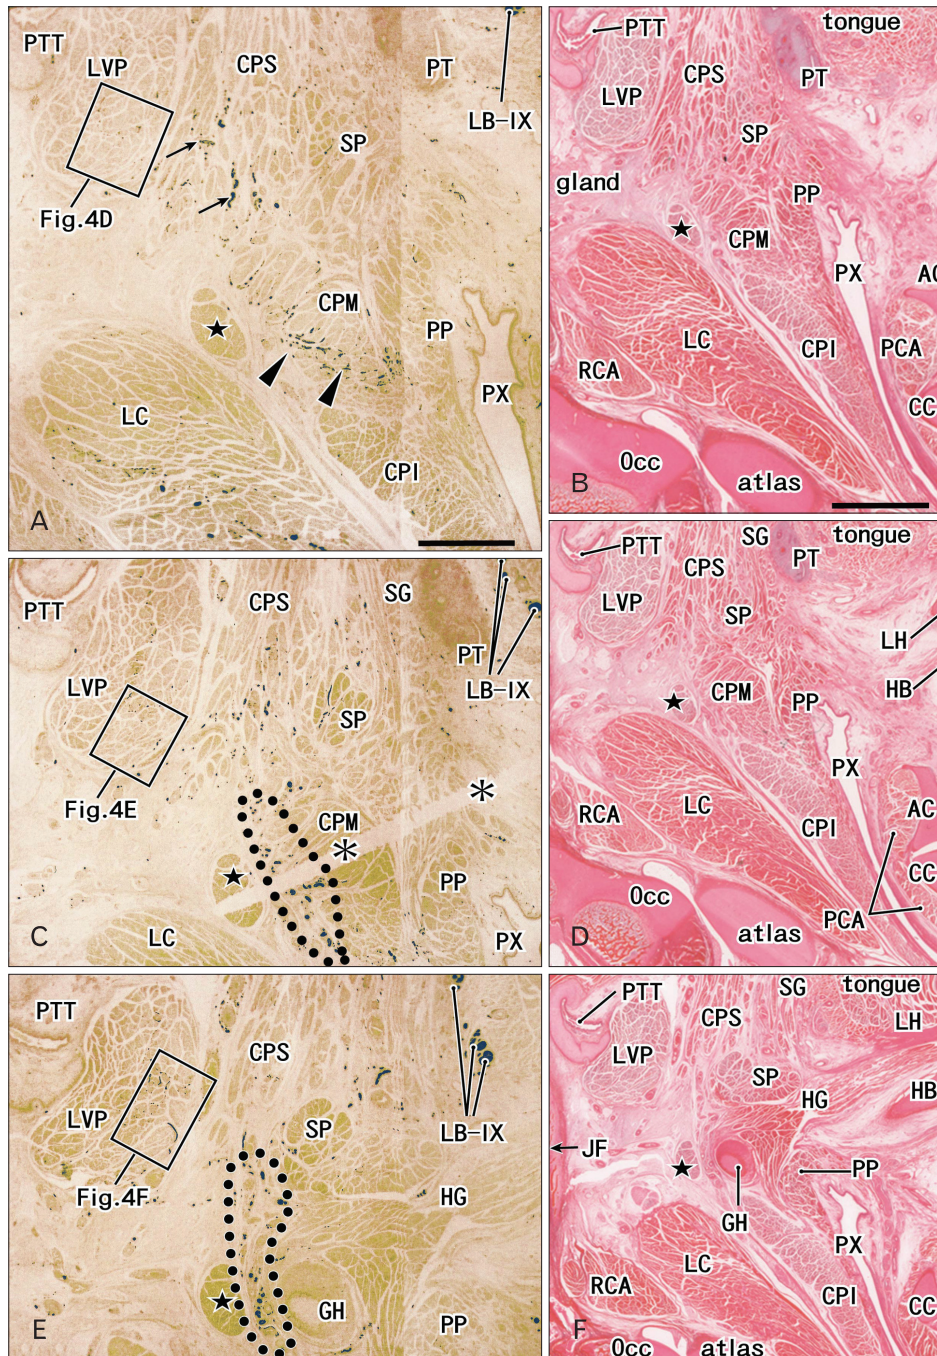 PTT
LVP
CPS
PT
LB-IX
SP
Fig.4D
CPM
PP
PX
LC
CPI
A
PTT
tongue
LVP
CPS
PT
SP
gland
PP
CPM
PX
AC
LC
PCA
CPI
RCA
CC
Occ
atlas
B
PTT
CPS
SG
PT
LB-IX
LVP
SP
Fig.4E
CPM
PP
LC
PX
C
SG
tongue
PTT
CPS
PT
LVP
SP
LH
HB
CPM
PP
PX
LC
AC
RCA
CPI
CC
Occ
PCA
atlas
D
PTT
CPS
LVP
SP
LB-IX
Fig.4F
HG
GH
PP
E
PTT
SG
tongue
CPS
LH
LVP
SP
HG
HB
JF
PP
GH
PX
LC
RCA
CPI
CC
Occ
atlas
F